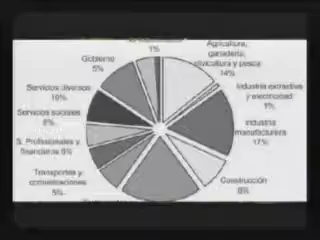 1%
Agricultura,
ganadería,
silvicultura y pesca
14%
Gobierno
5%
Industria extractiva
y electricidad
1%
Servicios diversos
10%
Servicios sociales
8%
Industria
manufacturera
17%
S. Profesionales y
financieros 6%
Transportes y
comunicaciones
5%
Construcción
8%